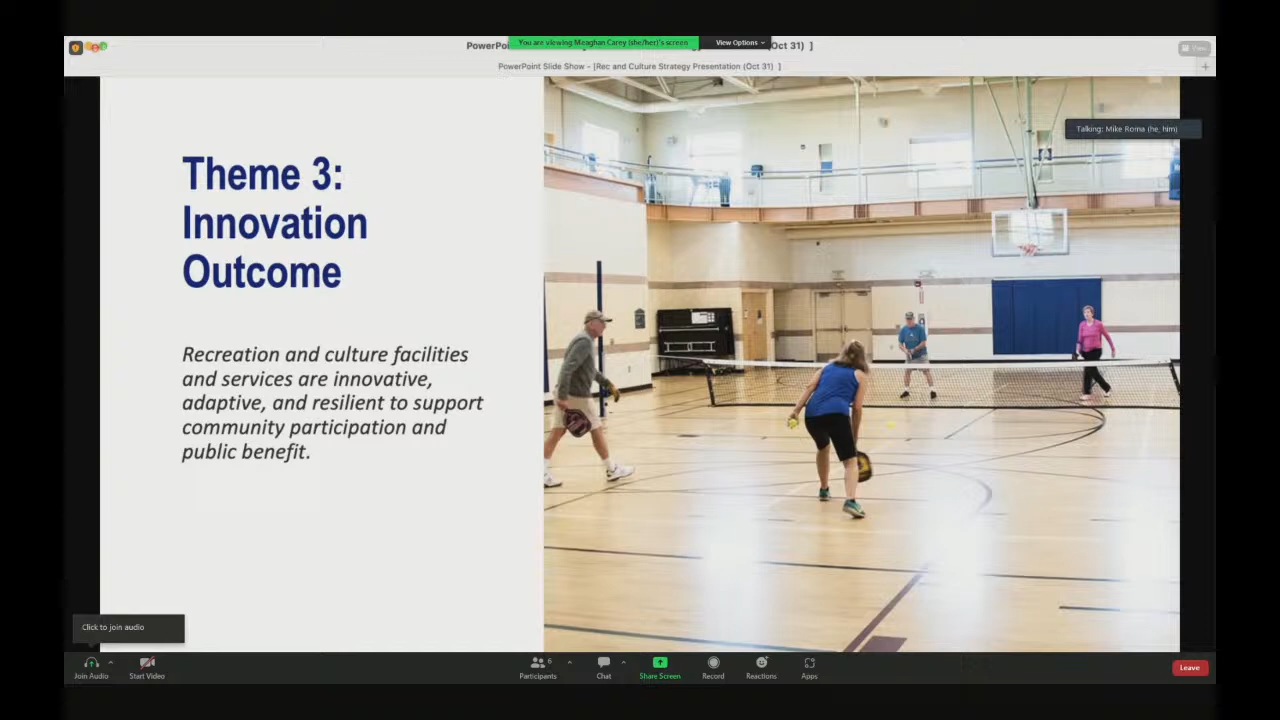 You are viewing Meaghan Carey (she/her)'s screen
View Options
Oct 31) ]
View
PowerPoint Slide Show - [Rec and Culture Strategy Presentation (Oct 31) ]
Talking: Mike Roma (he, him)
Theme 3:
Innovation
Outcome
Recreation and culture facilities
and services are innovative,
adaptive, and resilient to support
community participation and
public benefit.
Click to join audio
Join Audio
Start Video
6
Participants
Chat
Share Screen
Record
Reactions
Apps
Leave